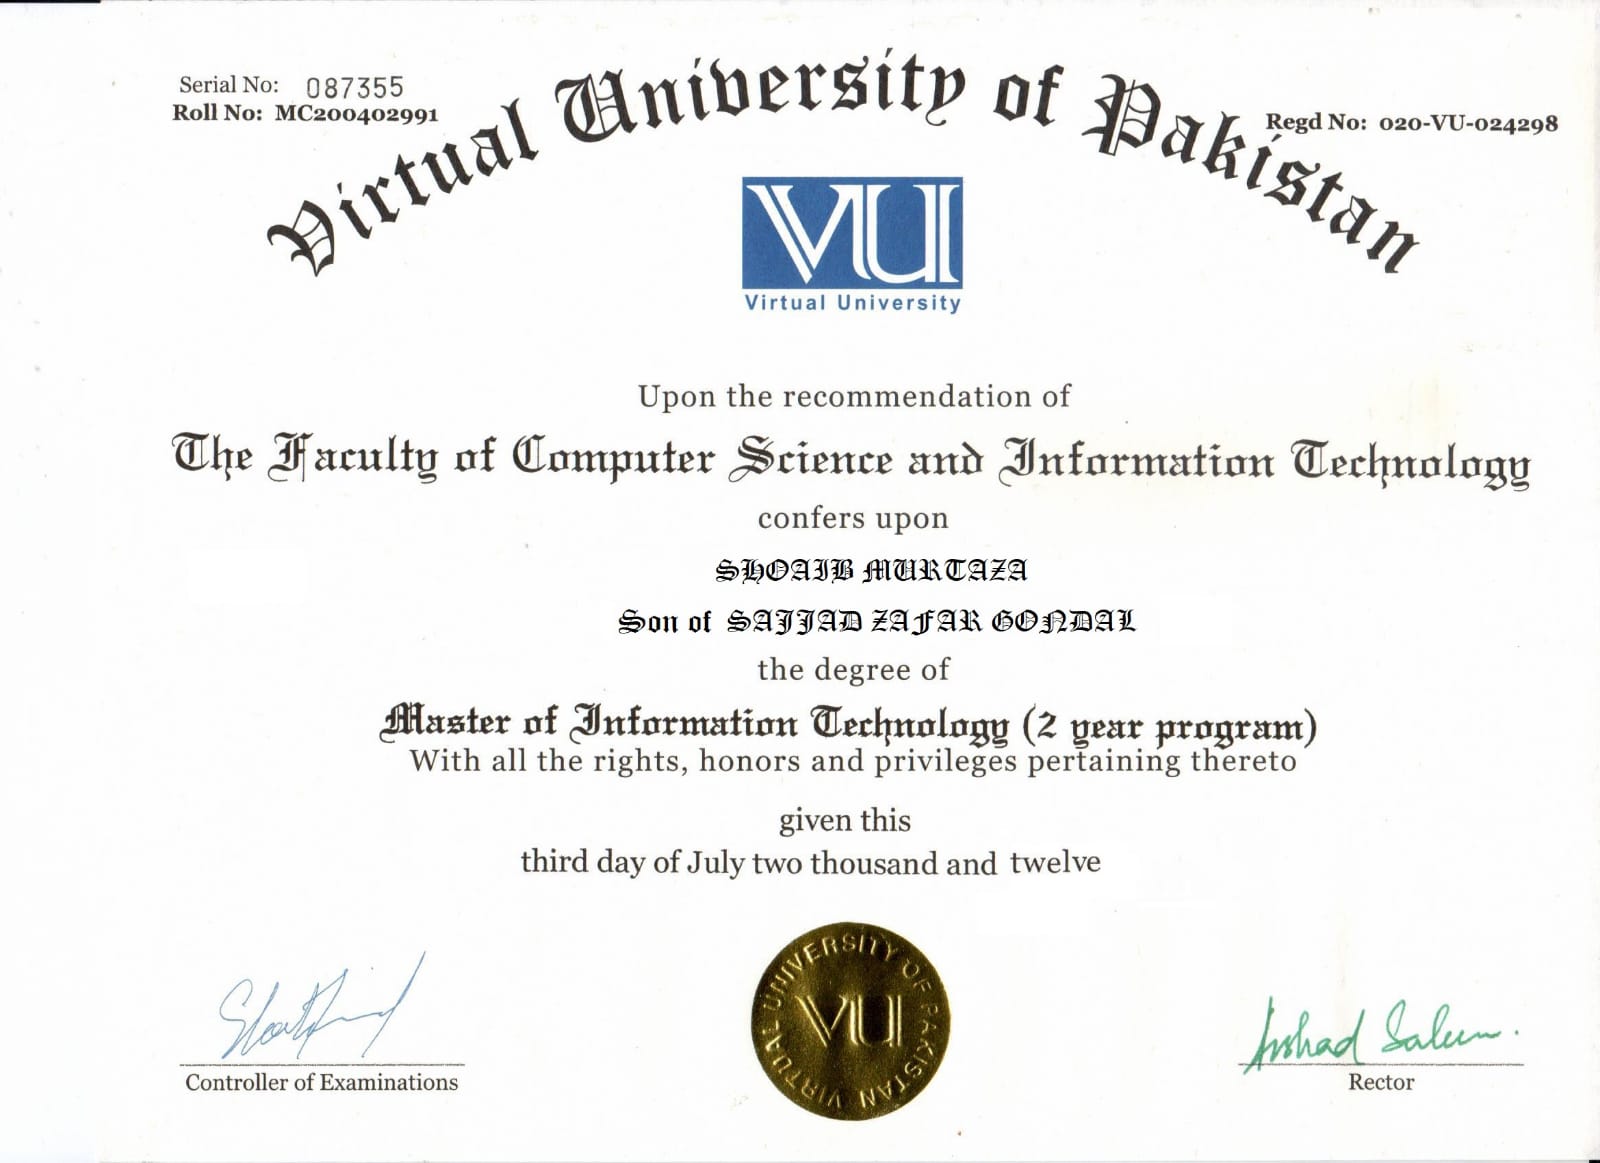 Serial No: 087355
Roll No: MC200402991
Regd No: 020-VU-024298
Virtual University of Pakistan
VU
Virtual University
Upon the recommendation of
The Faculty of Computer Science and Information Technology
confers upon
SHOAIB MURTAZA
Son of SAJJAD ZAFAR GONDAL
the degree of
Master of Information Technology (2 year program)
With all the rights, honors and privileges pertaining thereto
given this
third day of July two thousand and twelve
VIRTUAL UNIVERSITY OF PAKISTAN
VU
Controller of Examinations
Arshad Saleem.
Rector